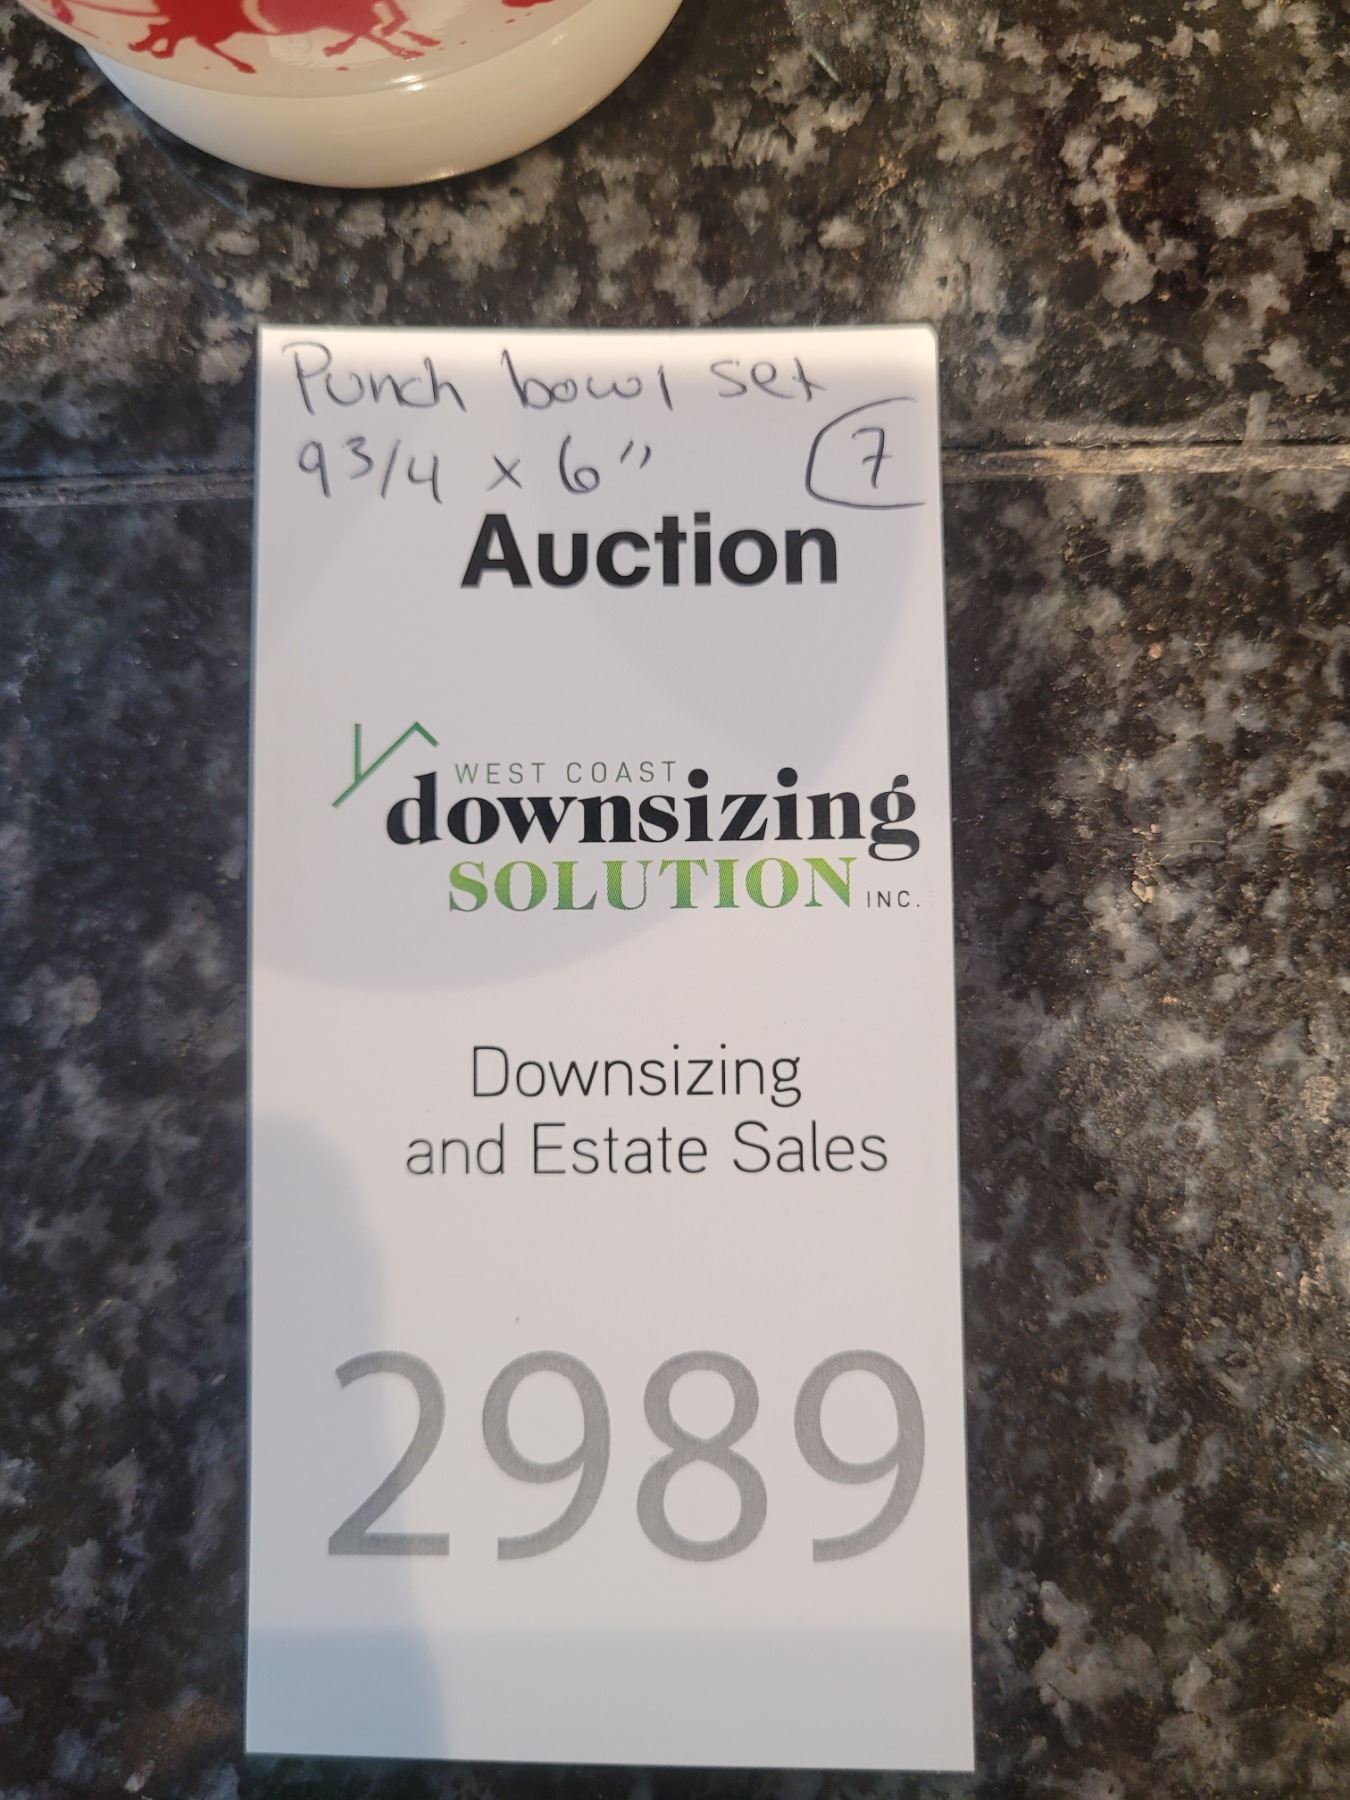 Punch bowl set
9 3/4 x 6" 7
Auction
WEST COAST
downsizing
SOLUTION INC.
Downsizing
and Estate Sales
2989